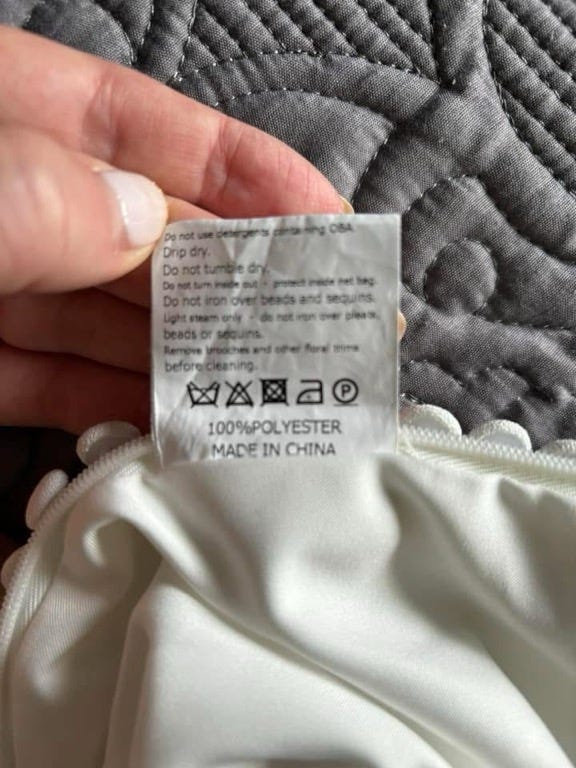 Do not use detergents containing OBA.
Drip dry.
Do not tumble dry.
Do not turn inside out - protect inside net bag.
Do not iron over beads and sequins.
Light steam only - do not iron over pleats,
beads or sequins.
Remove brooches and other floral trims
before cleaning.
P
100%POLYESTER
MADE IN CHINA